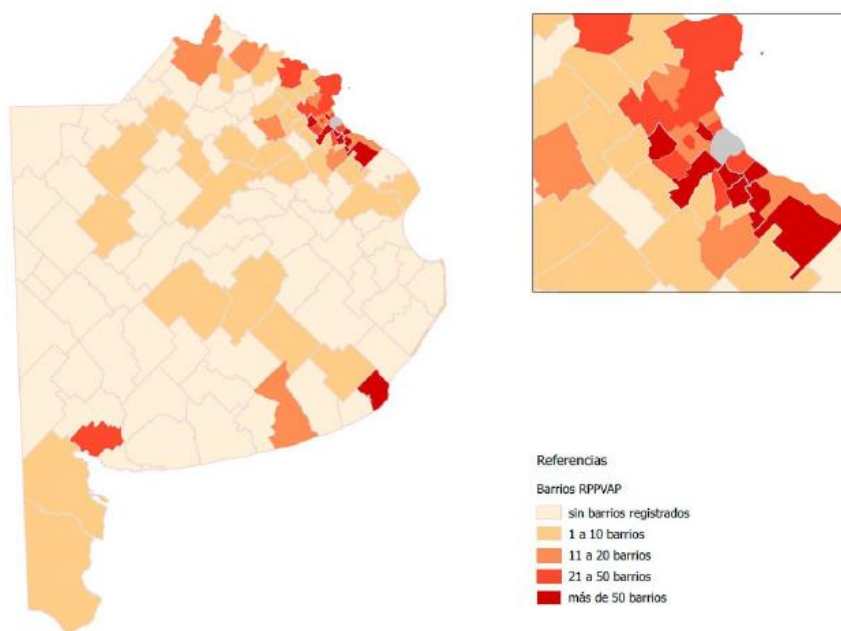 Referencias
Barrios RPPVAP
sin barrios registrados
1 a 10 barrios
11 a 20 barrios
21 a 50 barrios
más de 50 barrios